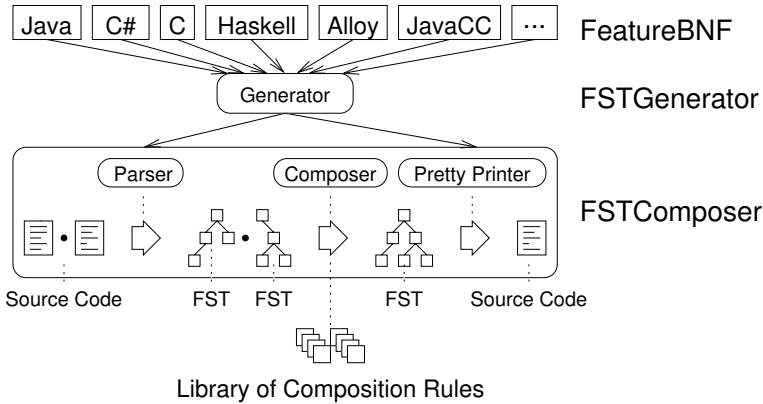 Java C# C Haskell Alloy JavaCC ... FeatureBNF
Generator FSTGenerator
Parser Composer Pretty Printer
FSTComposer
Source Code FST FST FST Source Code
Library of Composition Rules